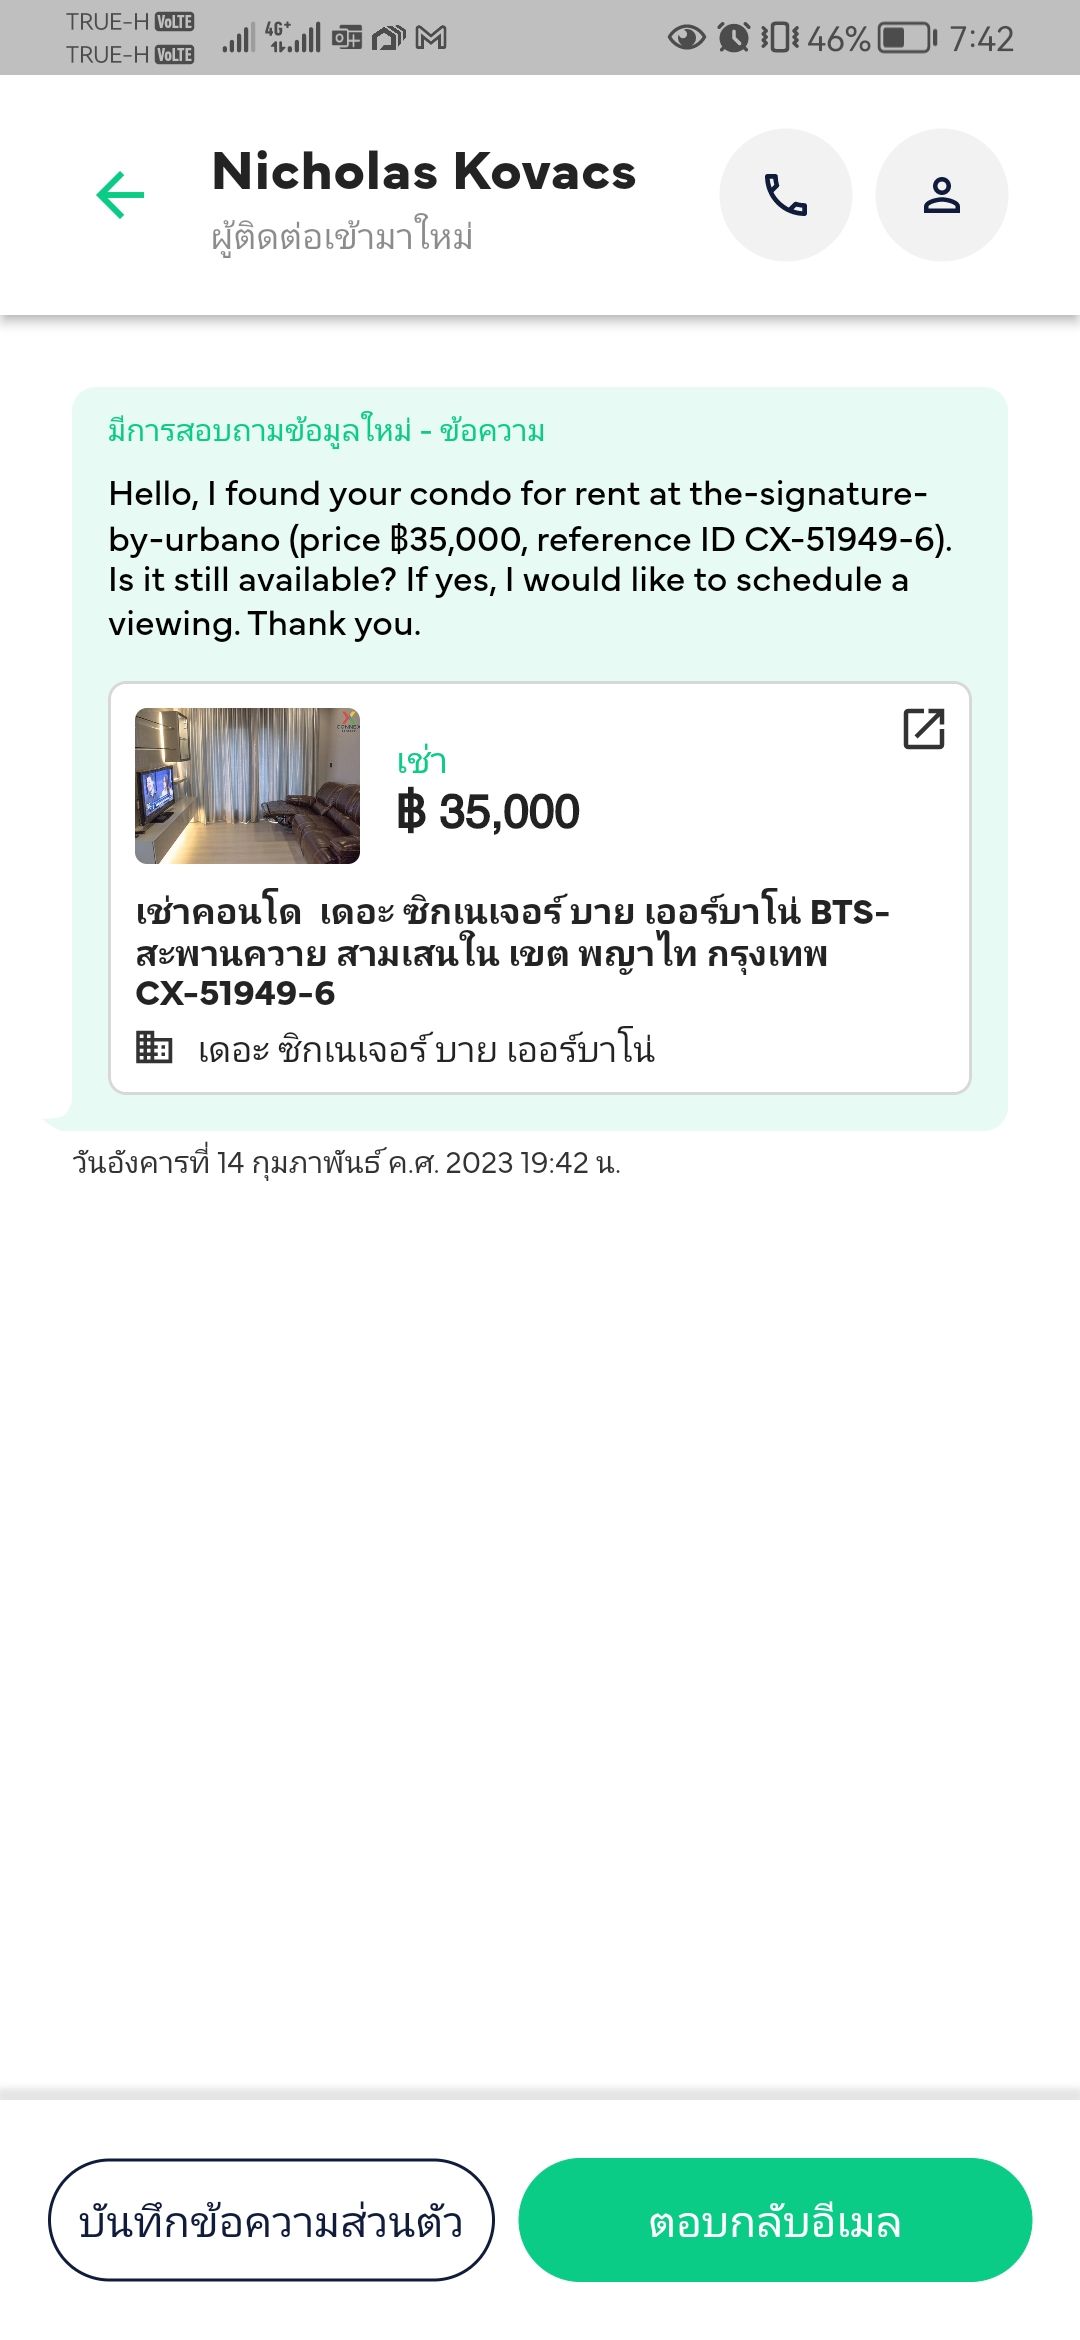 TRUE-H VoLTE
TRUE-H VoLTE
4G+
46%
7:42
Nicholas Kovacs
ผู้ติดต่อเข้ามาใหม่
มีการสอบถามข้อมูลใหม่ - ข้อความ
Hello, I found your condo for rent at the-signature-
by-urbano (price ฿35,000, reference ID CX-51949-6).
Is it still available? If yes, I would like to schedule a
viewing. Thank you.
เช่า
฿ 35,000
เช่าคอนโด เดอะ ซิกเนเจอร์ บาย เออร์บาโน่ BTS-
สะพานควาย สามเสนใน เขต พญาไท กรุงเทพ
CX-51949-6
เดอะ ซิกเนเจอร์ บาย เออร์บาโน่
วันอังคารที่ 14 กุมภาพันธ์ ค.ศ. 2023 19:42 น.
บันทึกข้อความส่วนตัว
ตอบกลับอีเมล